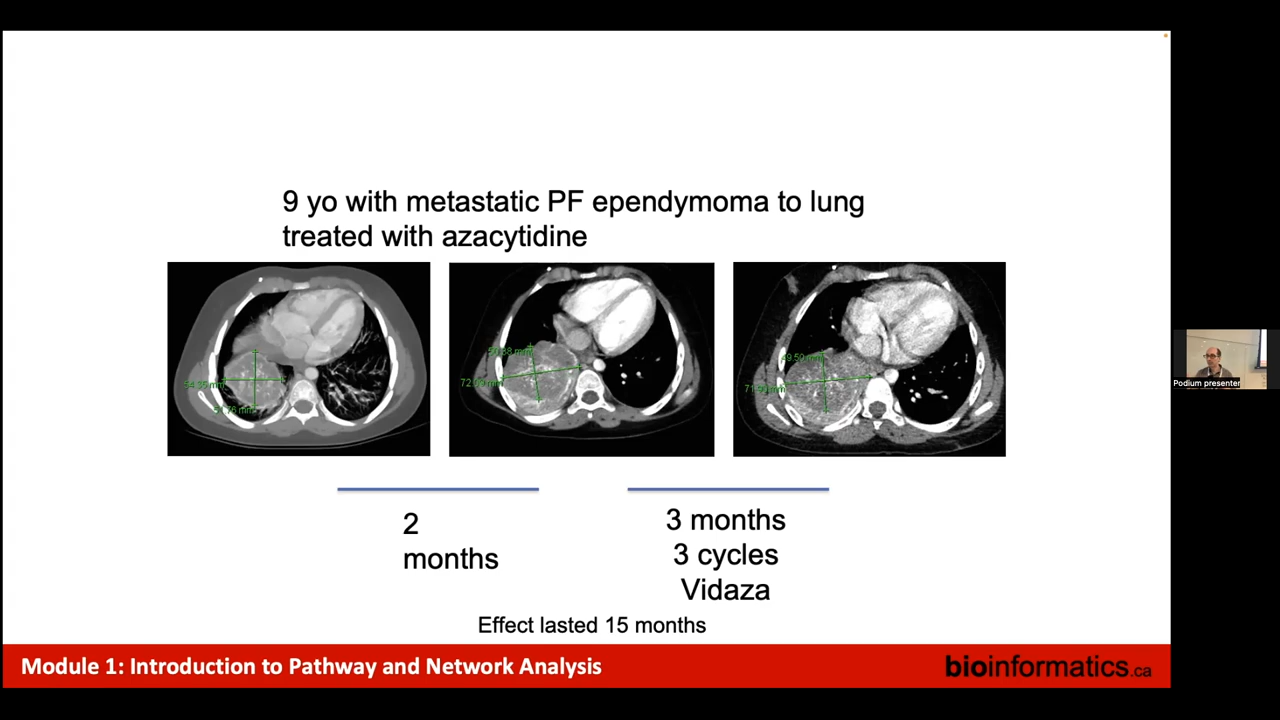 9 yo with metastatic PF ependymoma to lung
treated with azacytidine
2
months
3 months
3 cycles
Vidaza
Effect lasted 15 months
Module 1: Introduction to Pathway and Network Analysis
bioinformatics.ca
Podium presenter